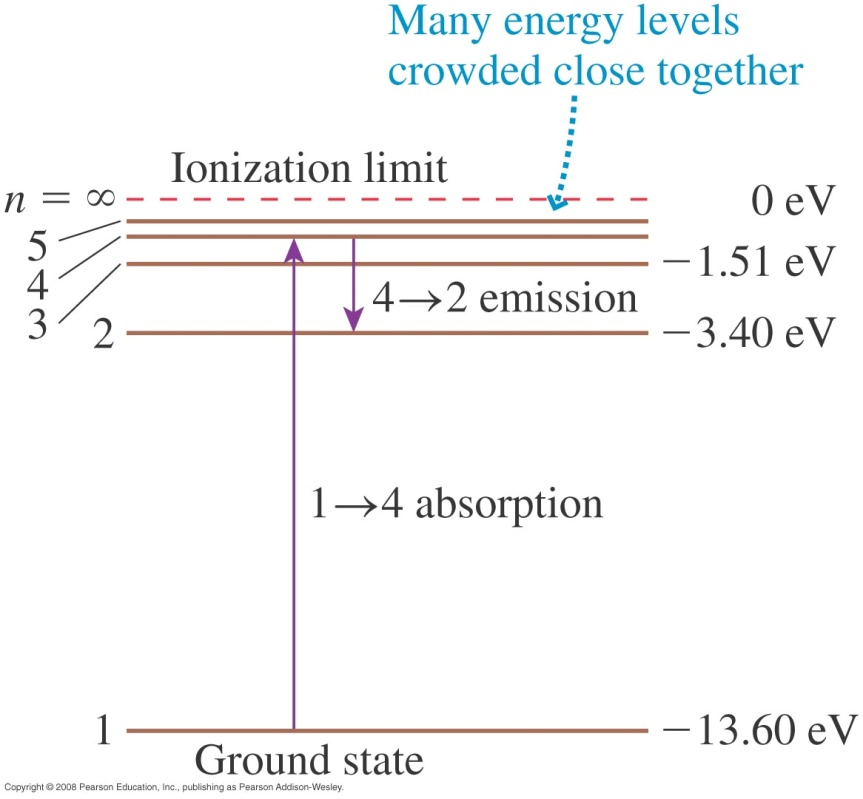 Many energy levels
crowded close together
Ionization limit
n = ∞
0 eV
5
4
3
−1.51 eV
4→2 emission
2
−3.40 eV
1→4 absorption
1
−13.60 eV
Ground state
Copyright © 2008 Pearson Education, Inc., publishing as Pearson Addison-Wesley.